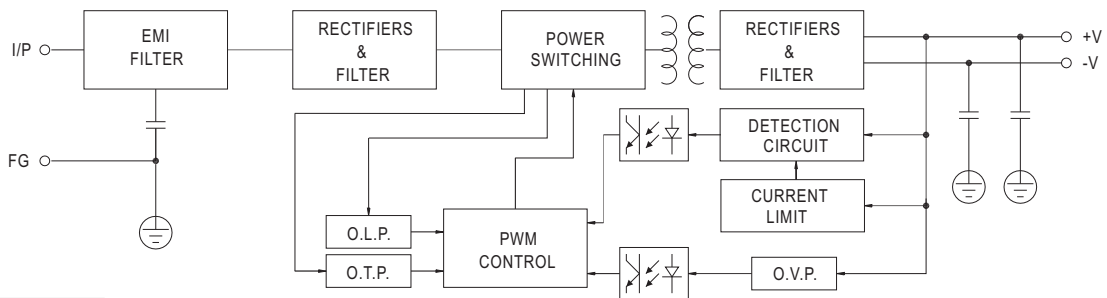 I/P
EMI
FILTER
RECTIFIERS
&
FILTER
POWER
SWITCHING
RECTIFIERS
&
FILTER
+V
-V
DETECTION
CIRCUIT
FG
CURRENT
LIMIT
O.L.P.
PWM
CONTROL
O.T.P.
O.V.P.